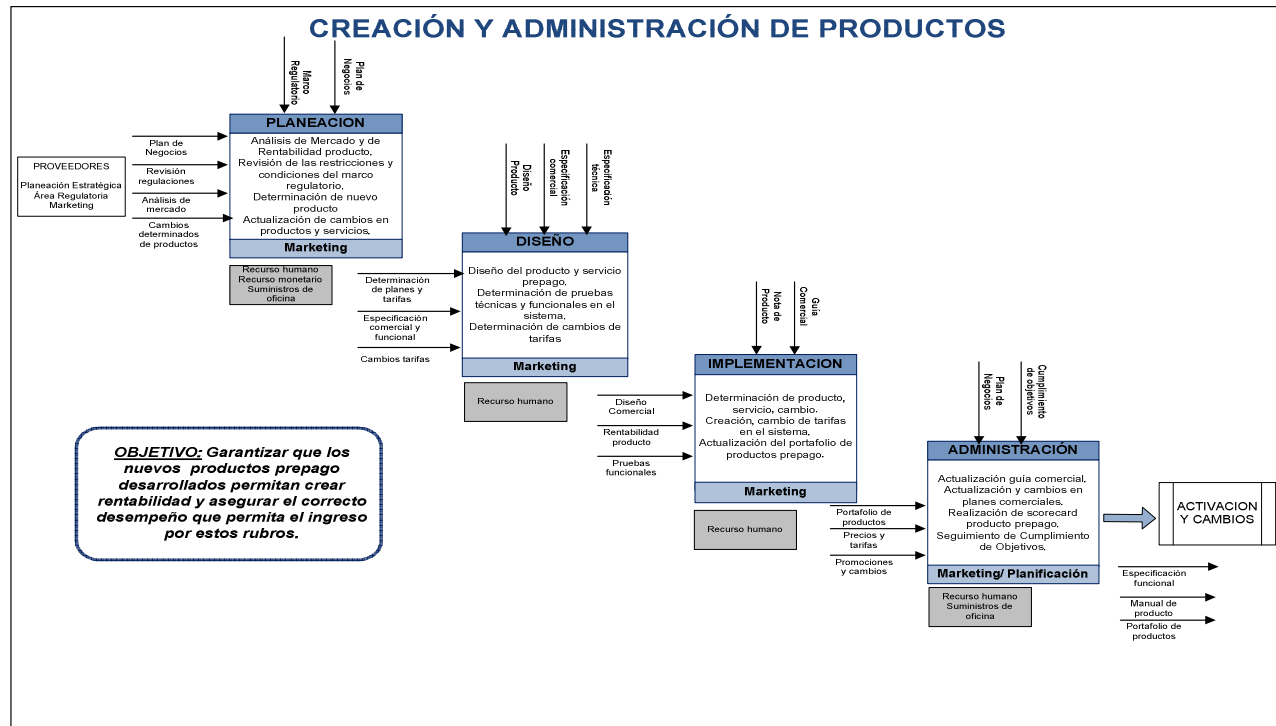 CREACIÓN Y ADMINISTRACIÓN DE PRODUCTOS
Marco
Regulatorio
Plan de
Negocios
PROVEEDORES
Planeación Estratégica
Área Regulatoria
Marketing
Plan de
Negocios
Revisión
regulaciones
Análisis de
mercado
Cambios
determinados
de productos
PLANEACION
Análisis de Mercado y de
Rentabilidad producto.
Revisión de las restricciones y
condiciones del marco
regulatorio.
Determinación de nuevo
producto
Actualización de cambios en
productos y servicios.
Marketing
Recurso humano
Recurso monetario
Suministros de
oficina
Diseño
Producto
Especificación
comercial
Especificación
técnica
Determinación
de planes y
tarifas
Especificación
comercial y
funcional
Cambios tarifas
DISEÑO
Diseño del producto y servicio
prepago.
Determinación de pruebas
técnicas y funcionales en el
sistema.
Determinación de cambios de
tarifas
Marketing
Recurso humano
Nota de
Producto
Guia
Comercial
Diseño
Comercial
Rentabilidad
producto
Pruebas
funcionales
IMPLEMENTACION
Determinación de producto,
servicio, cambio.
Creación, cambio de tarifas
en el sistema.
Actualización del portafolio de
productos prepago.
Marketing
Recurso humano
Plan de
Negocios
Cumplimiento
de objetivos
Portafolio de
productos
Precios y
tarifas
Promociones
y cambios
ADMINISTRACIÓN
Actualización guía comercial.
Actualización y cambios en
planes comerciales.
Realización de scorecard
producto prepago.
Seguimiento de Cumplimiento
de Objetivos.
Marketing/ Planificación
Recurso humano
Suministros de
oficina
ACTIVACION
Y CAMBIOS
Especificación
funcional
Manual de
producto
Portafolio de
productos
OBJETIVO: Garantizar que los
nuevos productos prepago
desarrollados permitan crear
rentabilidad y asegurar el correcto
desempeño que permita el ingreso
por estos rubros.